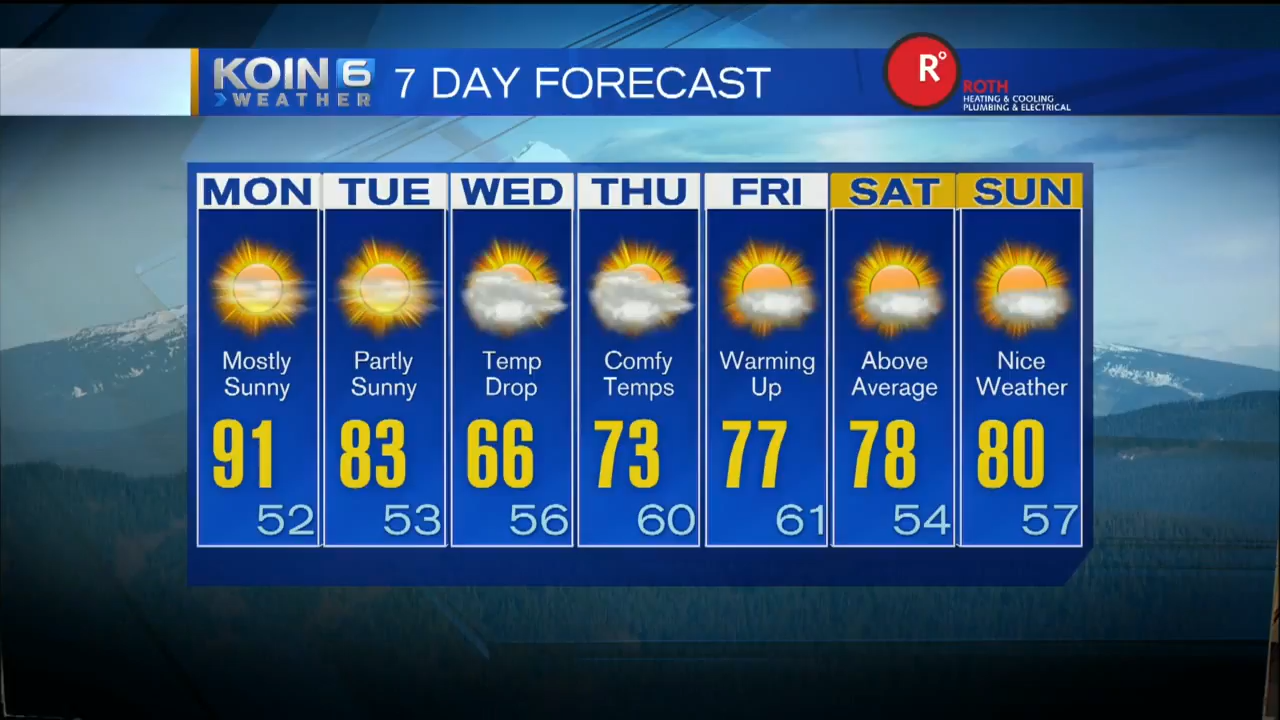 KOIN 6
WEATHER
7 DAY FORECAST
R°
ROTH
HEATING & COOLING
PLUMBING & ELECTRICAL
MON TUE WED THU FRI SAT SUN
Mostly Partly Temp Comfy Warming Above Nice
Sunny Sunny Drop Temps Up Average Weather
91 83 66 73 77 78 80
52 53 56 60 61 54 57